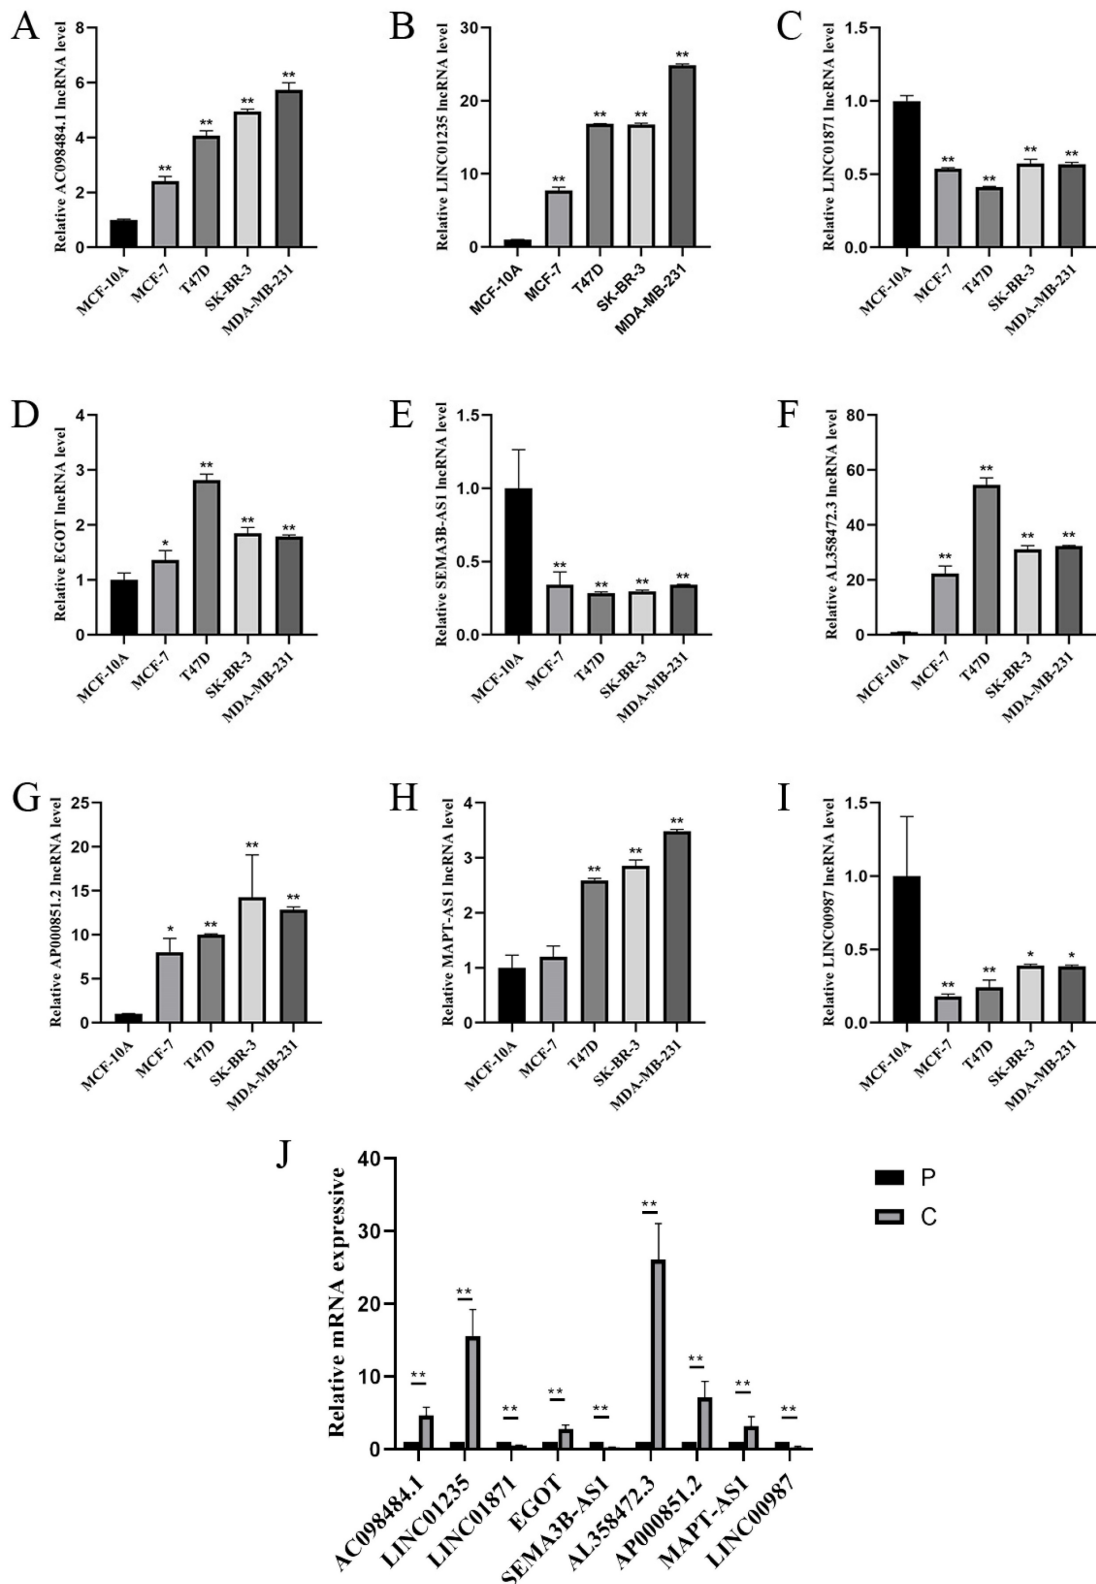 A
Relative AC098484.1 lncRNA level
8
6
4
2
0
**
**
**
**
MCF-10A
MCF-7
T47D
SK-BR-3
MDA-MB-231
B
Relative LINC01235 lncRNA level
30
20
10
0
**
**
**
**
MCF-10A
MCF-7
T47D
SK-BR-3
MDA-MB-231
C
Relative LINC01871 lncRNA level
1.5
1.0
0.5
0.0
**
**
**
**
MCF-10A
MCF-7
T47D
SK-BR-3
MDA-MB-231
D
Relative EGOT lncRNA level
4
3
2
1
0
*
**
**
**
MCF-10A
MCF-7
T47D
SK-BR-3
MDA-MB-231
E
Relative SEMA3B-AS1 lncRNA level
1.5
1.0
0.5
0.0
**
**
**
**
MCF-10A
MCF-7
T47D
SK-BR-3
MDA-MB-231
F
Relative AL358472.3 lncRNA level
80
60
40
20
0
**
**
**
**
MCF-10A
MCF-7
T47D
SK-BR-3
MDA-MB-231
G
Relative AP000851.2 lncRNA level
25
20
15
10
5
0
*
**
**
**
MCF-10A
MCF-7
T47D
SK-BR-3
MDA-MB-231
H
Relative MAPT-AS1 lncRNA level
4
3
2
1
0
**
**
**
MCF-10A
MCF-7
T47D
SK-BR-3
MDA-MB-231
I
Relative LINC00987 lncRNA level
1.5
1.0
0.5
0.0
**
**
*
*
MCF-10A
MCF-7
T47D
SK-BR-3
MDA-MB-231
J
Relative mRNA expressive
40
30
20
10
0
**
**
**
**
**
**
**
**
**
AC098484.1
LINC01235
LINC01871
EGOT
SEMA3B-AS1
AL358472.3
AP000851.2
MAPT-AS1
LINC00987
P
C